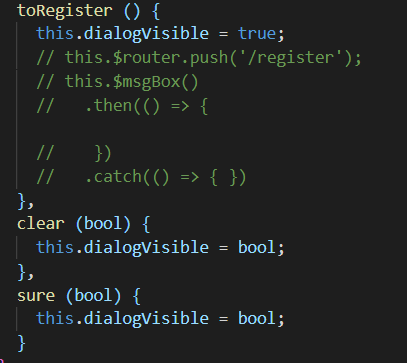 toRegister () {
this.dialogVisible = true;
// this.$router.push('/register');
// this.$msgBox()
//   .then(() => {
//    })
//   .catch(() => { })
},
clear (bool) {
this.dialogVisible = bool;
},
sure (bool) {
this.dialogVisible = bool;
}